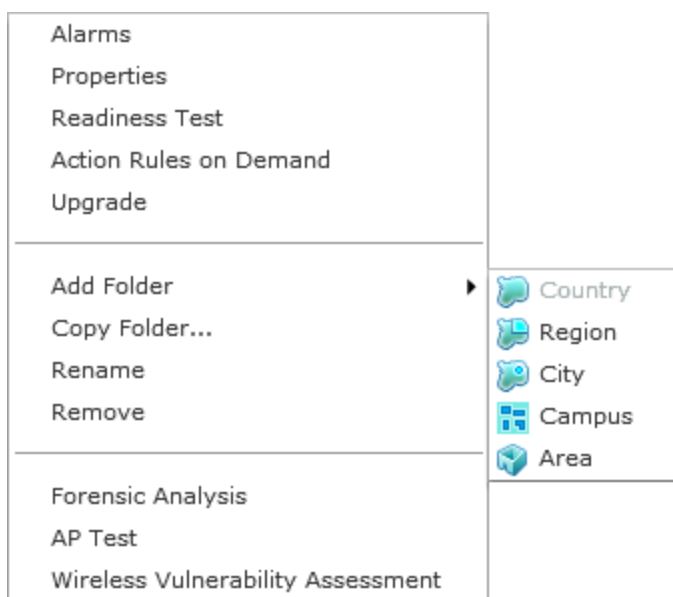 Alarms
Properties
Readiness Test
Action Rules on Demand
Upgrade
Add Folder
Copy Folder...
Rename
Remove
Forensic Analysis
AP Test
Wireless Vulnerability Assessment
Country
Region
City
Campus
Area